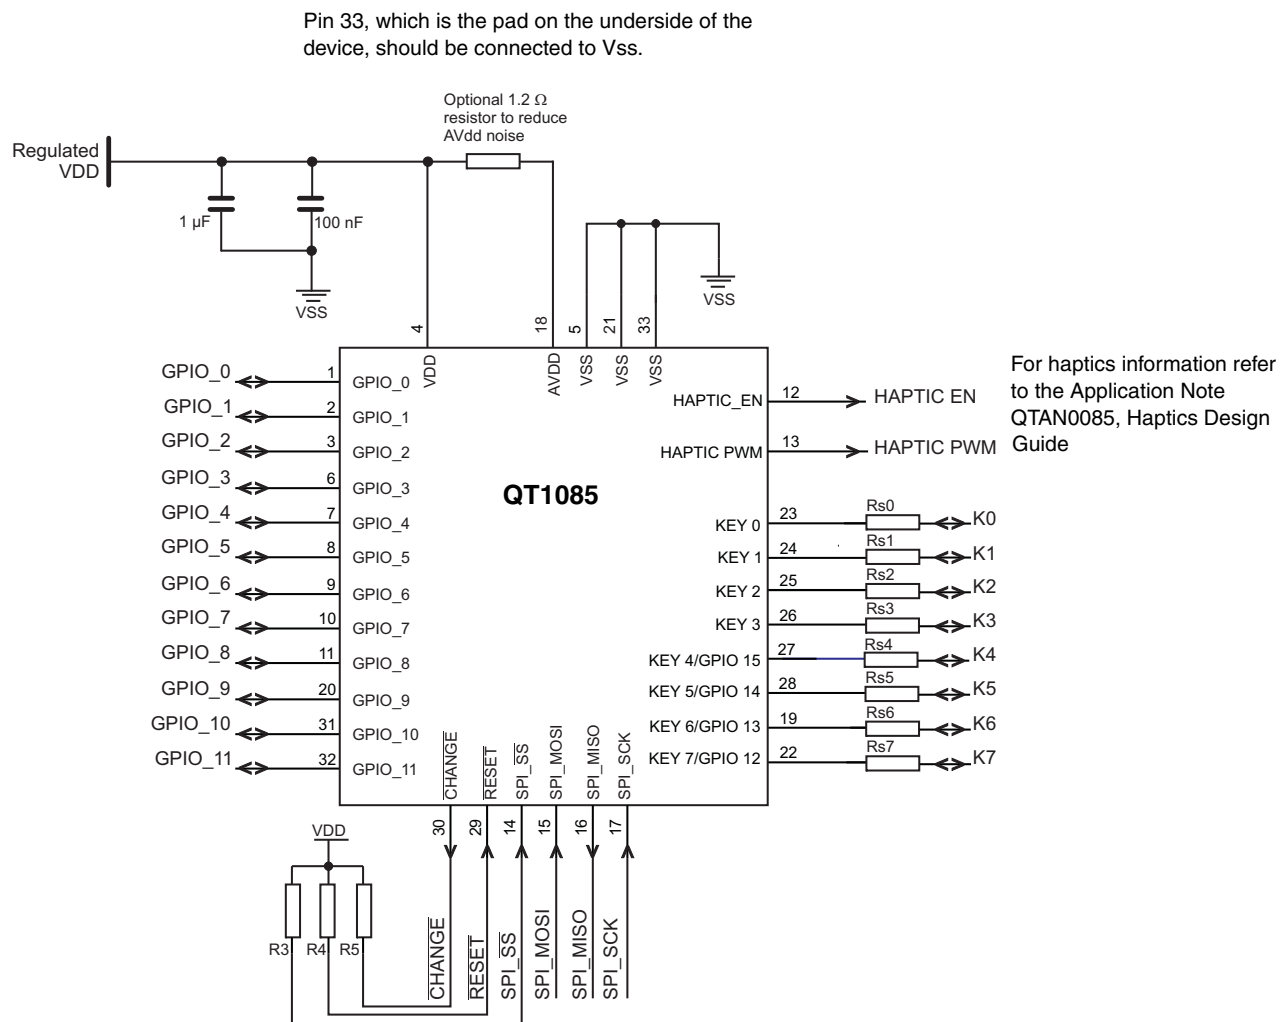 Pin 33, which is the pad on the underside of the
device, should be connected to Vss.
Optional 1.2 Ω
resistor to reduce
AVdd noise
Regulated
VDD
1 µF
100 nF
VSS
VSS
4
18
5
21
33
VDD
AVDD
VSS
VSS
VSS
GPIO_0
1
GPIO_0
GPIO_1
2
GPIO_1
GPIO_2
3
GPIO_2
GPIO_3
6
GPIO_3
GPIO_4
7
GPIO_4
GPIO_5
8
GPIO_5
GPIO_6
9
GPIO_6
GPIO_7
10
GPIO_7
GPIO_8
11
GPIO_8
GPIO_9
20
GPIO_9
GPIO_10
31
GPIO_10
GPIO_11
32
GPIO_11
QT1085
HAPTIC_EN
12
HAPTIC EN
HAPTIC PWM
13
HAPTIC PWM
For haptics information refer
to the Application Note
QTAN0085, Haptics Design
Guide
KEY 0
23
Rs0
K0
KEY 1
24
Rs1
K1
KEY 2
25
Rs2
K2
KEY 3
26
Rs3
K3
KEY 4/GPIO 15
27
Rs4
K4
KEY 5/GPIO 14
28
Rs5
K5
KEY 6/GPIO 13
19
Rs6
K6
KEY 7/GPIO 12
22
Rs7
K7
CHANGE
RESET
SPI_SS
SPI_MOSI
SPI_MISO
SPI_SCK
30
29
14
15
16
17
VDD
R3
R4
R5
CHANGE
RESET
SPI_SS
SPI_MOSI
SPI_MISO
SPI_SCK